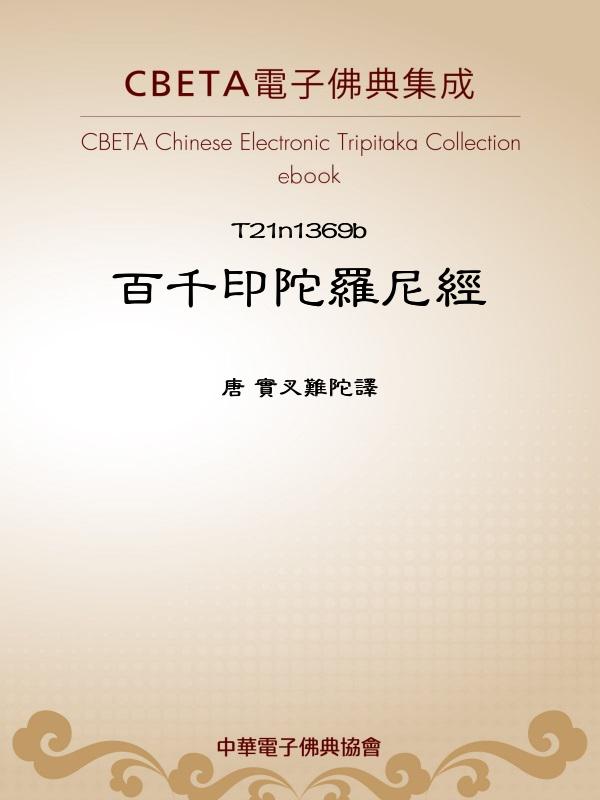 CBETA電子佛典集成
CBETA Chinese Electronic Tripitaka Collection
ebook
T21n1369b
百千印陀羅尼經
唐 實叉難陀譯
中華電子佛典協會